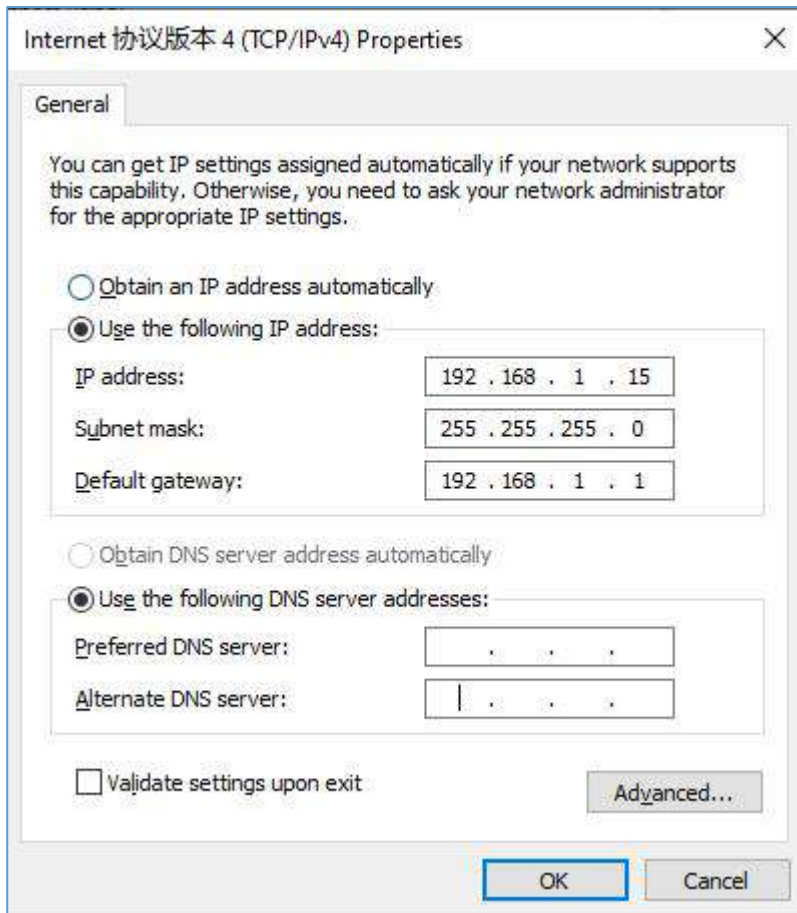 Internet 协议版本 4 (TCP/IPv4) Properties
General
You can get IP settings assigned automatically if your network supports
this capability. Otherwise, you need to ask your network administrator
for the appropriate IP settings.
Obtain an IP address automatically
Use the following IP address:
IP address: 192 . 168 . 1 . 15
Subnet mask: 255 . 255 . 255 . 0
Default gateway: 192 . 168 . 1 . 1
Obtain DNS server address automatically
Use the following DNS server addresses:
Preferred DNS server: . . .
Alternate DNS server: . . .
Validate settings upon exit
Advanced...
OK Cancel